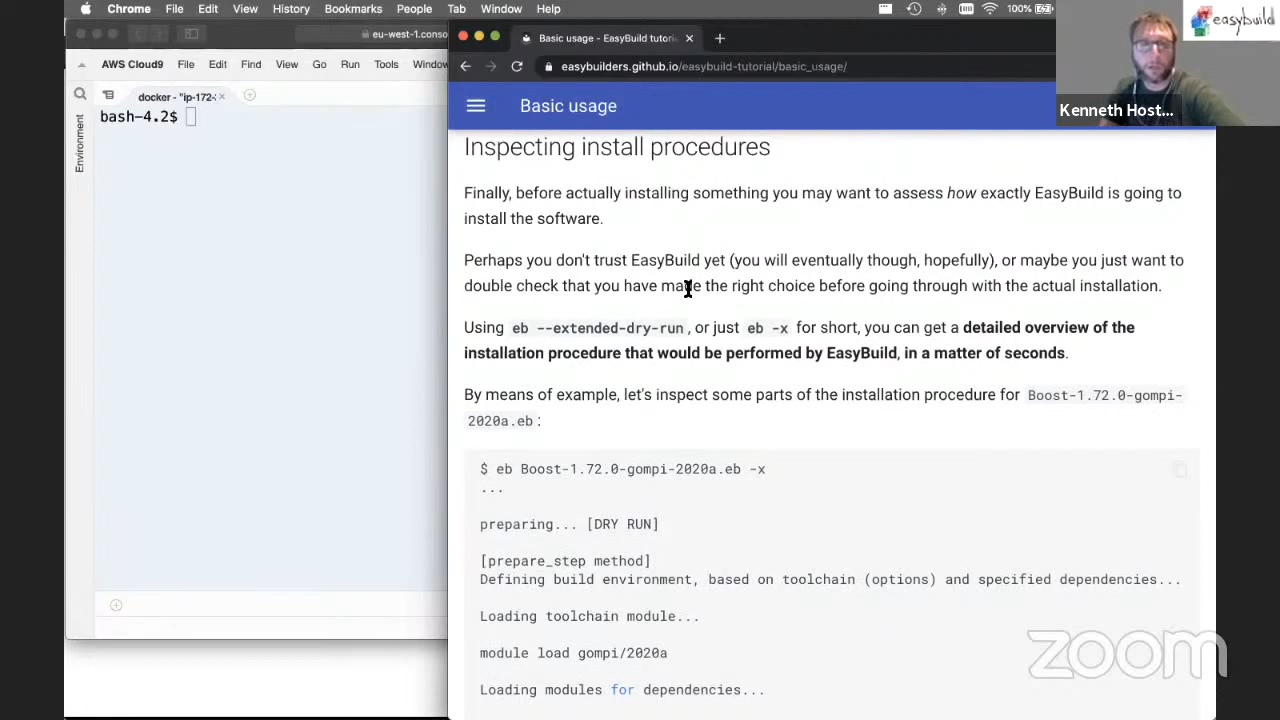 Chrome File Edit View History Bookmarks People Tab Window Help 100%
eu-west-1.conso
AWS Cloud9 File Edit Find View Go Run Tools Window
docker - "ip-172-
bash-4.2$
Environment
Basic usage - EasyBuild tutori
easybuilders.github.io/easybuild-tutorial/basic_usage/
easybuild
Kenneth Host...
Basic usage
Inspecting install procedures
Finally, before actually installing something you may want to assess how exactly EasyBuild is going to
install the software.
Perhaps you don't trust EasyBuild yet (you will eventually though, hopefully), or maybe you just want to
double check that you have made the right choice before going through with the actual installation.
Using eb --extended-dry-run, or just eb -x for short, you can get a detailed overview of the
installation procedure that would be performed by EasyBuild, in a matter of seconds.
By means of example, let's inspect some parts of the installation procedure for Boost-1.72.0-gompi-
2020a.eb:
$ eb Boost-1.72.0-gompi-2020a.eb -x
...
preparing... [DRY RUN]
[prepare_step method]
Defining build environment, based on toolchain (options) and specified dependencies...
Loading toolchain module...
module load gompi/2020a
Loading modules for dependencies...
zoom